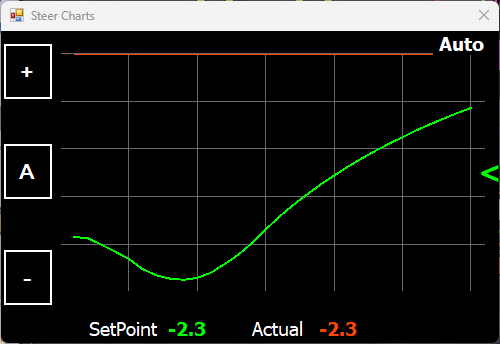 Steer Charts
Auto
+
A
<
-
SetPoint -2.3 Actual -2.3